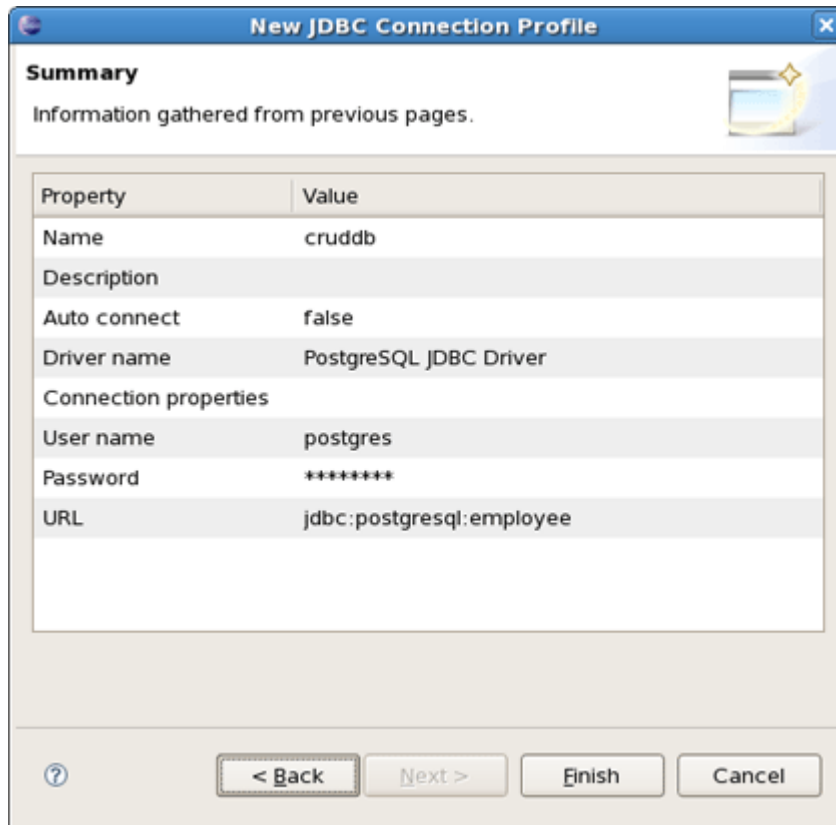 New JDBC Connection Profile
Summary
Information gathered from previous pages.
Property Value
Name cruddb
Description
Auto connect false
Driver name PostgreSQL JDBC Driver
Connection properties
User name postgres
Password ********
URL jdbc:postgresql:employee
? < Back Next > Finish Cancel